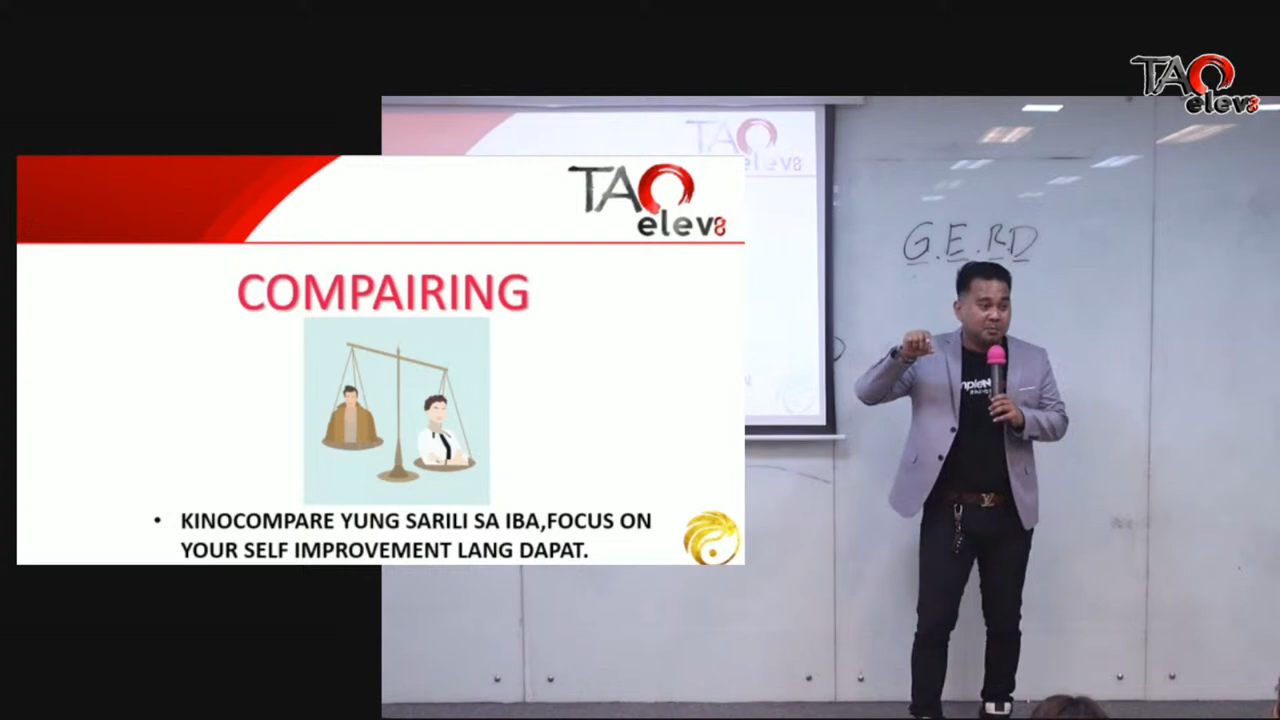 TAO
elev8
TAO
elev8
COMPAIRING
• KINOCOMPARE YUNG SARILI SA IBA,FOCUS ON
YOUR SELF IMPROVEMENT LANG DAPAT.
TAO
elev8
G.E.R.D